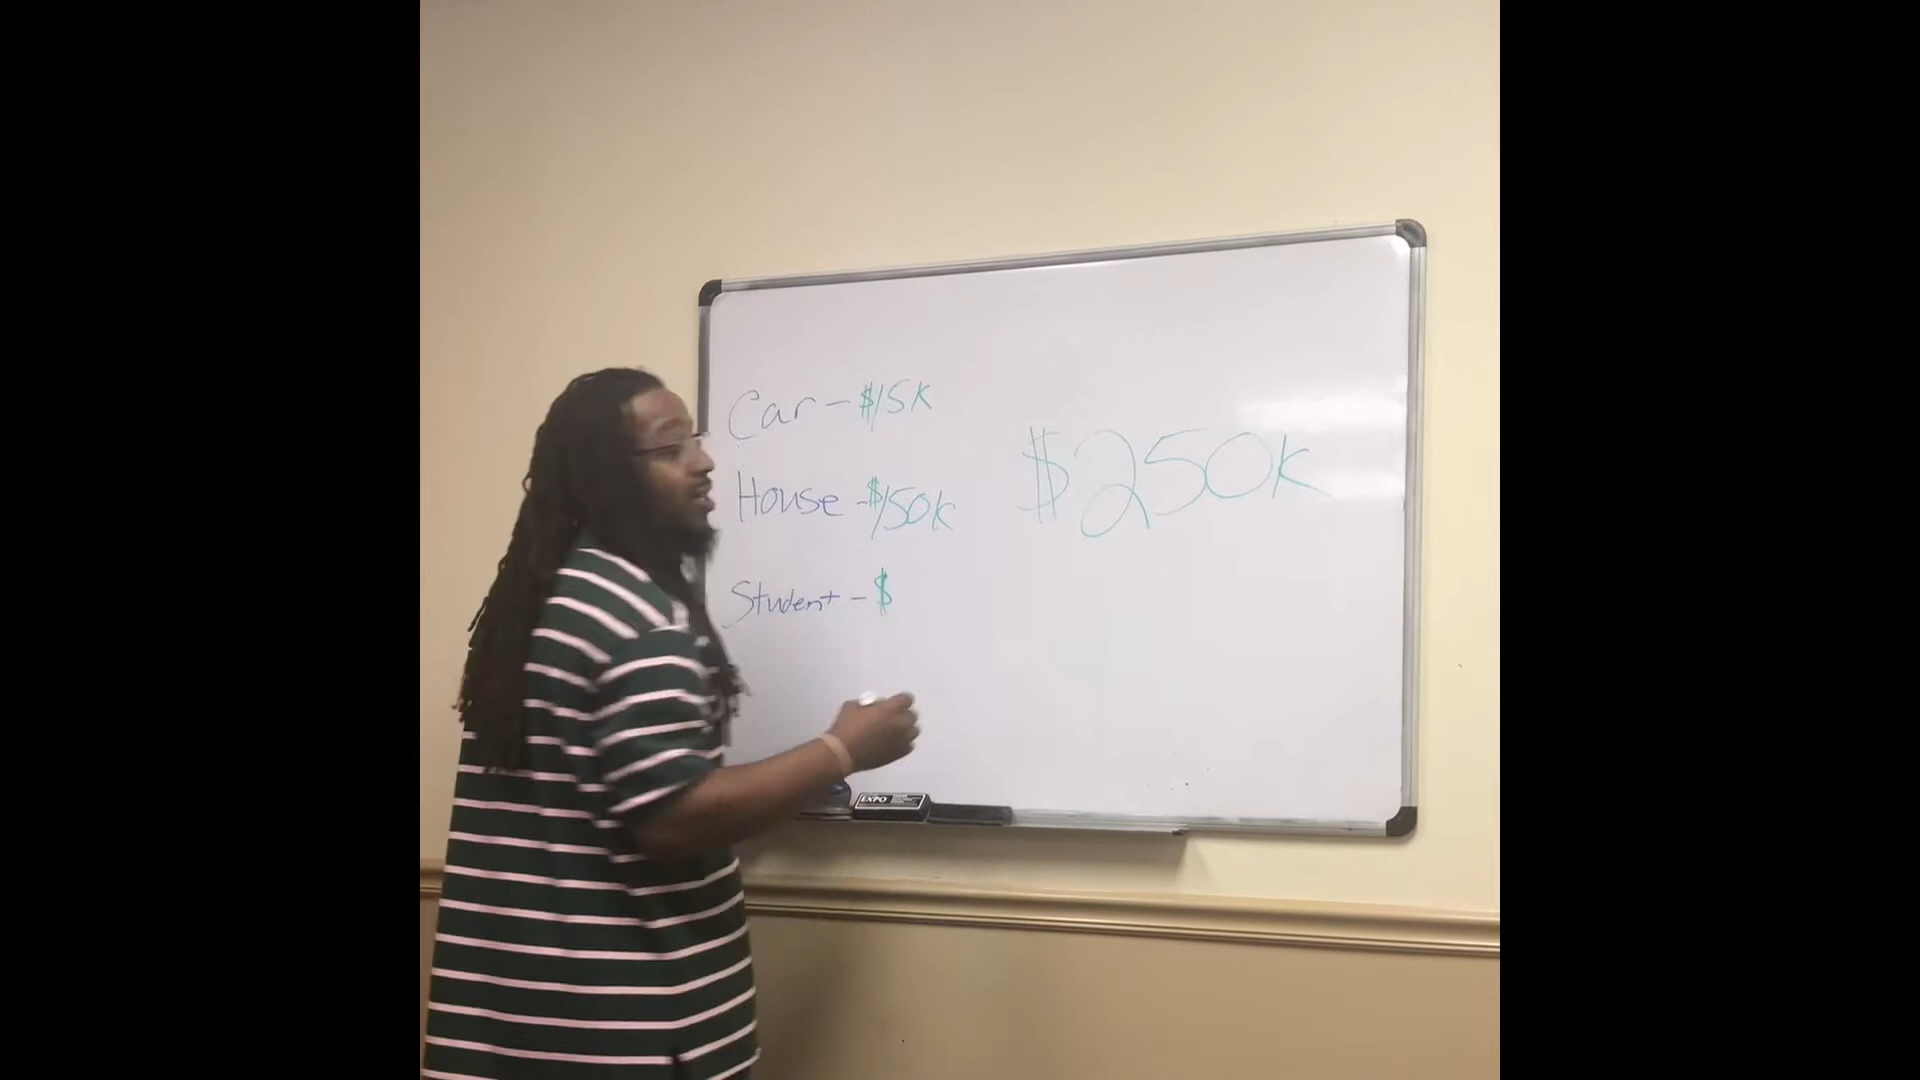 Car - $15K
House - $150K
Student - $
$250K
EXPO